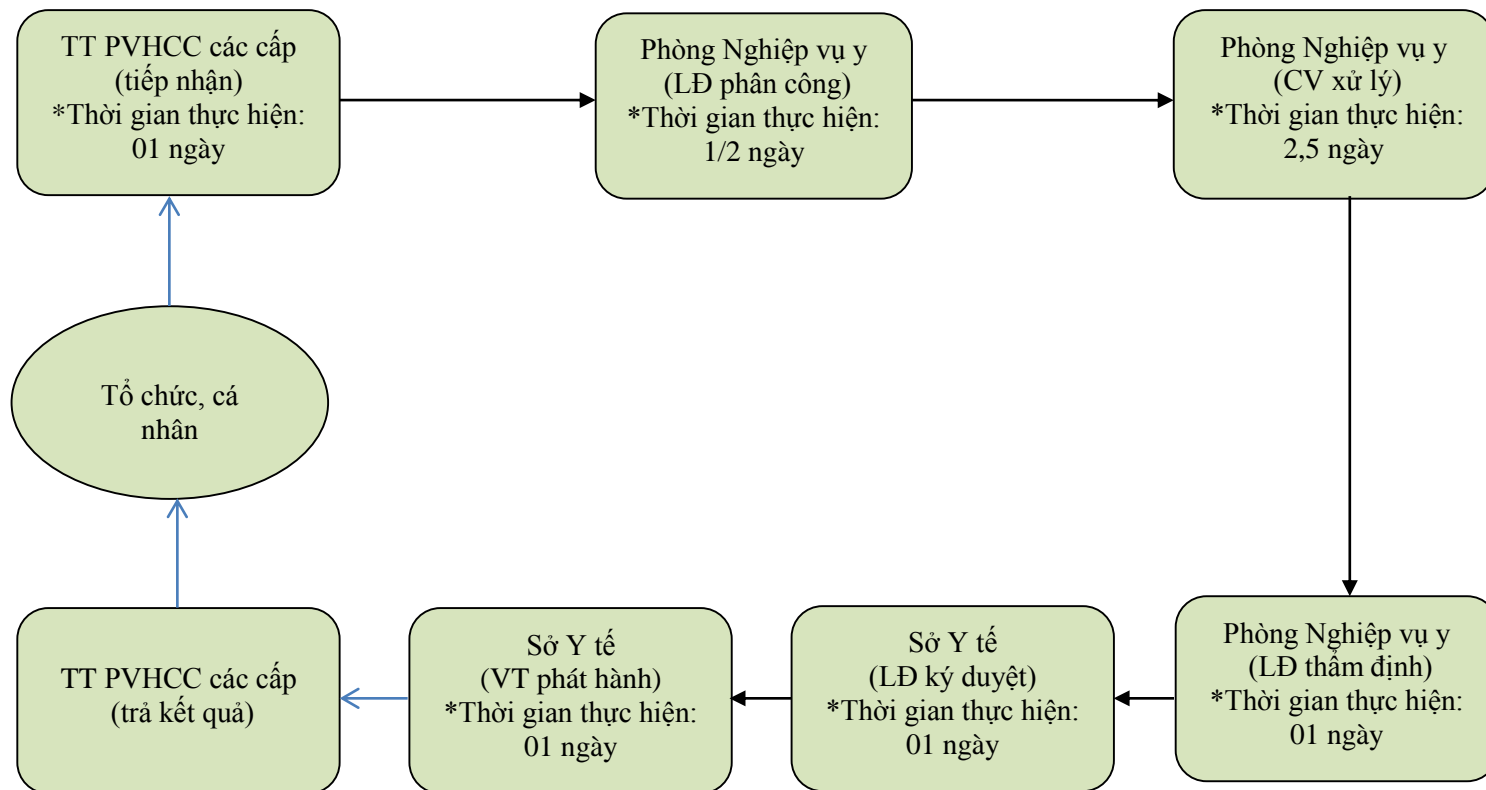 TT PVHCC các cấp
(tiếp nhận)
*Thời gian thực hiện:
01 ngày
Phòng Nghiệp vụ y
(LĐ phân công)
*Thời gian thực hiện:
1/2 ngày
Phòng Nghiệp vụ y
(CV xử lý)
*Thời gian thực hiện:
2,5 ngày
Tổ chức, cá
nhân
TT PVHCC các cấp
(trả kết quả)
Sở Y tế
(VT phát hành)
*Thời gian thực hiện:
01 ngày
Sở Y tế
(LĐ ký duyệt)
*Thời gian thực hiện:
01 ngày
Phòng Nghiệp vụ y
(LĐ thẩm định)
*Thời gian thực hiện:
01 ngày